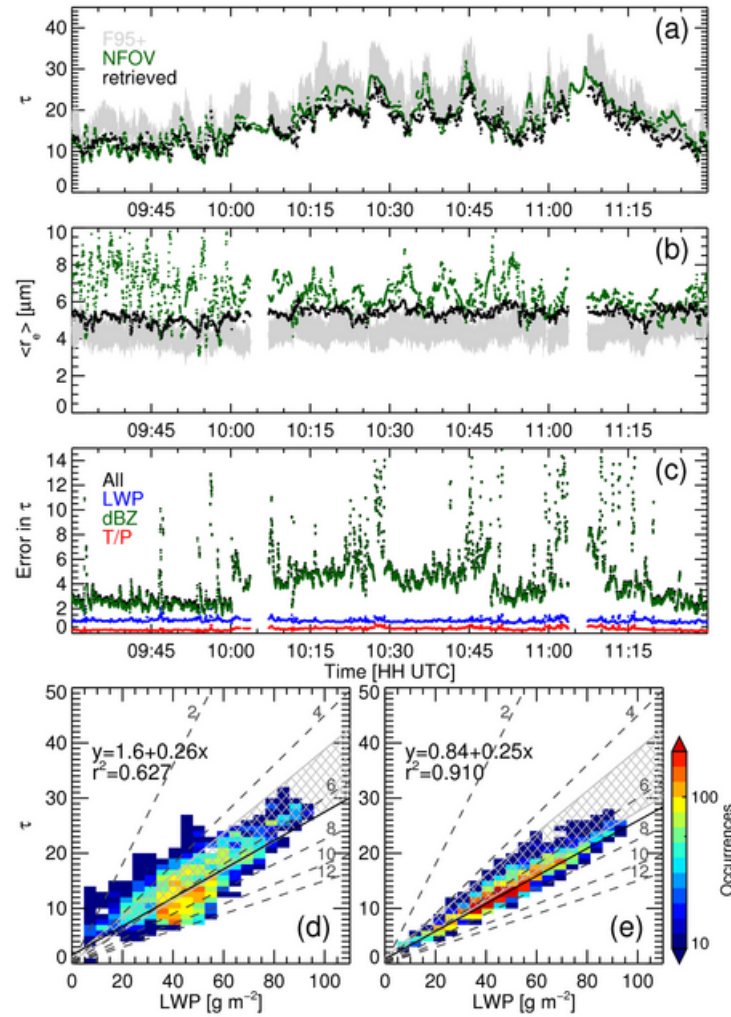 (a)
F95+
NFOV
retrieved
τ
50
40
30
20
10
0
09:45 10:00 10:15 10:30 10:45 11:00 11:15
(b)
<r_e> [μm]
10
8
6
4
2
0
09:45 10:00 10:15 10:30 10:45 11:00 11:15
(c)
All
LWP
dBZ
T/P
Error in τ
14
12
10
8
6
4
2
0
09:45 10:00 10:15 10:30 10:45 11:00 11:15
Time [HH UTC]
50
40
30
20
10
0
τ
y=1.6+0.26x
r²=0.627
2
4
6
8
10
12
(d)
0 20 40 60 80 100
LWP [g m⁻²]
50
40
30
20
10
0
y=0.84+0.25x
r²=0.910
2
4
6
8
10
12
(e)
0 20 40 60 80 100
LWP [g m⁻²]
100
10
Occurrences